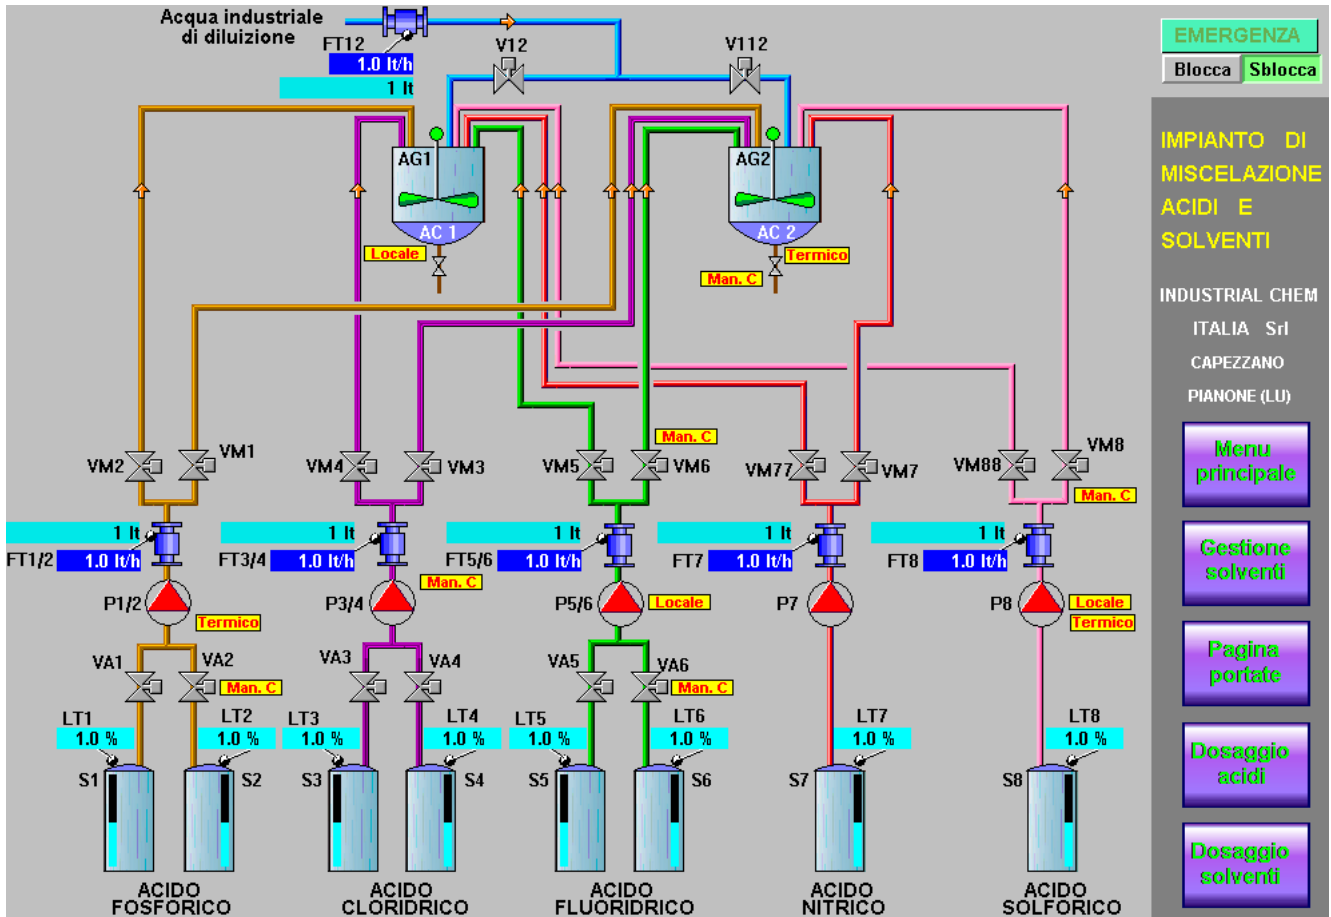 Acqua industriale
di diluizione
FT12
1.0 lt/h
1 lt
V12
V112
EMERGENZA
Blocca Sblocca
IMPIANTO DI
MISCELAZIONE
ACIDI E
SOLVENTI
INDUSTRIAL CHEM
ITALIA Srl
CAPEZZANO
PIANONE (LU)
Menu
principale
Gestione
solventi
Pagina
portate
Dosaggio
acidi
Dosaggio
solventi
AG1
AC 1
Locale
AG2
AC 2
Termico
Man. C
VM2
VM1
VM4
VM3
VM5
Man. C
VM6
VM77
VM7
VM88
VM8
Man. C
1 lt
FT1/2
1.0 lt/h
1 lt
FT3/4
1.0 lt/h
1 lt
FT5/6
1.0 lt/h
1 lt
FT7
1.0 lt/h
1 lt
FT8
1.0 lt/h
P1/2
Termico
Man. C
P3/4
P5/6
Locale
P7
P8
Locale
Termico
VA1
VA2
Man. C
VA3
VA4
VA5
VA6
Man. C
LT1
1.0 %
LT2
1.0 %
LT3
1.0 %
LT4
1.0 %
LT5
1.0 %
LT6
1.0 %
LT7
1.0 %
LT8
1.0 %
S1
S2
S3
S4
S5
S6
S7
S8
ACIDO
FOSFORICO
ACIDO
CLORIDRICO
ACIDO
FLUORIDRICO
ACIDO
NITRICO
ACIDO
SOLFORICO